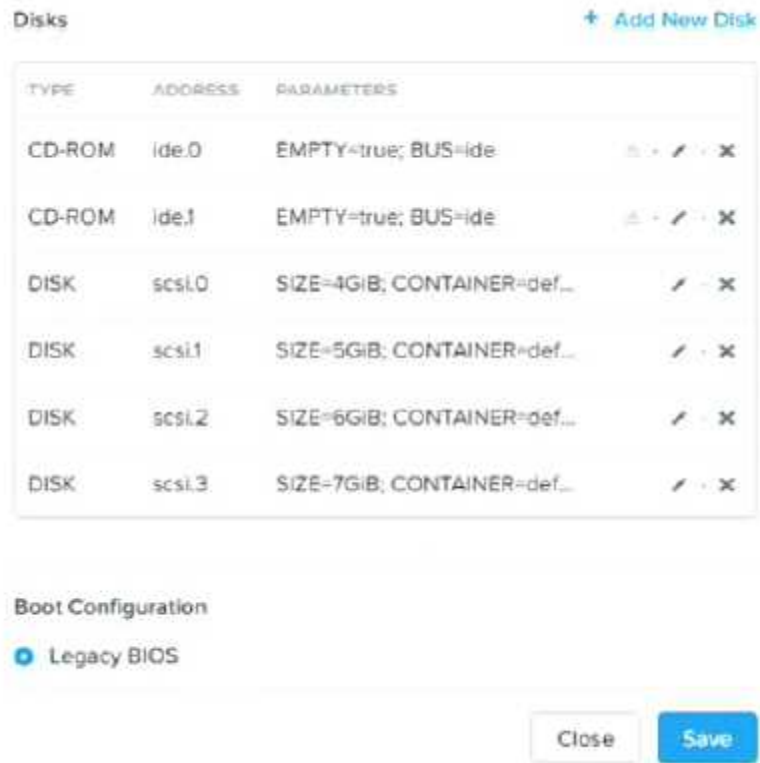 Disks + Add New Disk
TYPE ADDRESS PARAMETERS
CD-ROM ide.0 EMPTY=true; BUS=ide
CD-ROM ide.1 EMPTY=true; BUS=ide
DISK scsi.0 SIZE=4GiB; CONTAINER=def...
DISK scsi.1 SIZE=5GiB; CONTAINER=def...
DISK scsi.2 SIZE=6GiB; CONTAINER=def...
DISK scsi.3 SIZE=7GiB; CONTAINER=def...
Boot Configuration
Legacy BIOS
Close Save